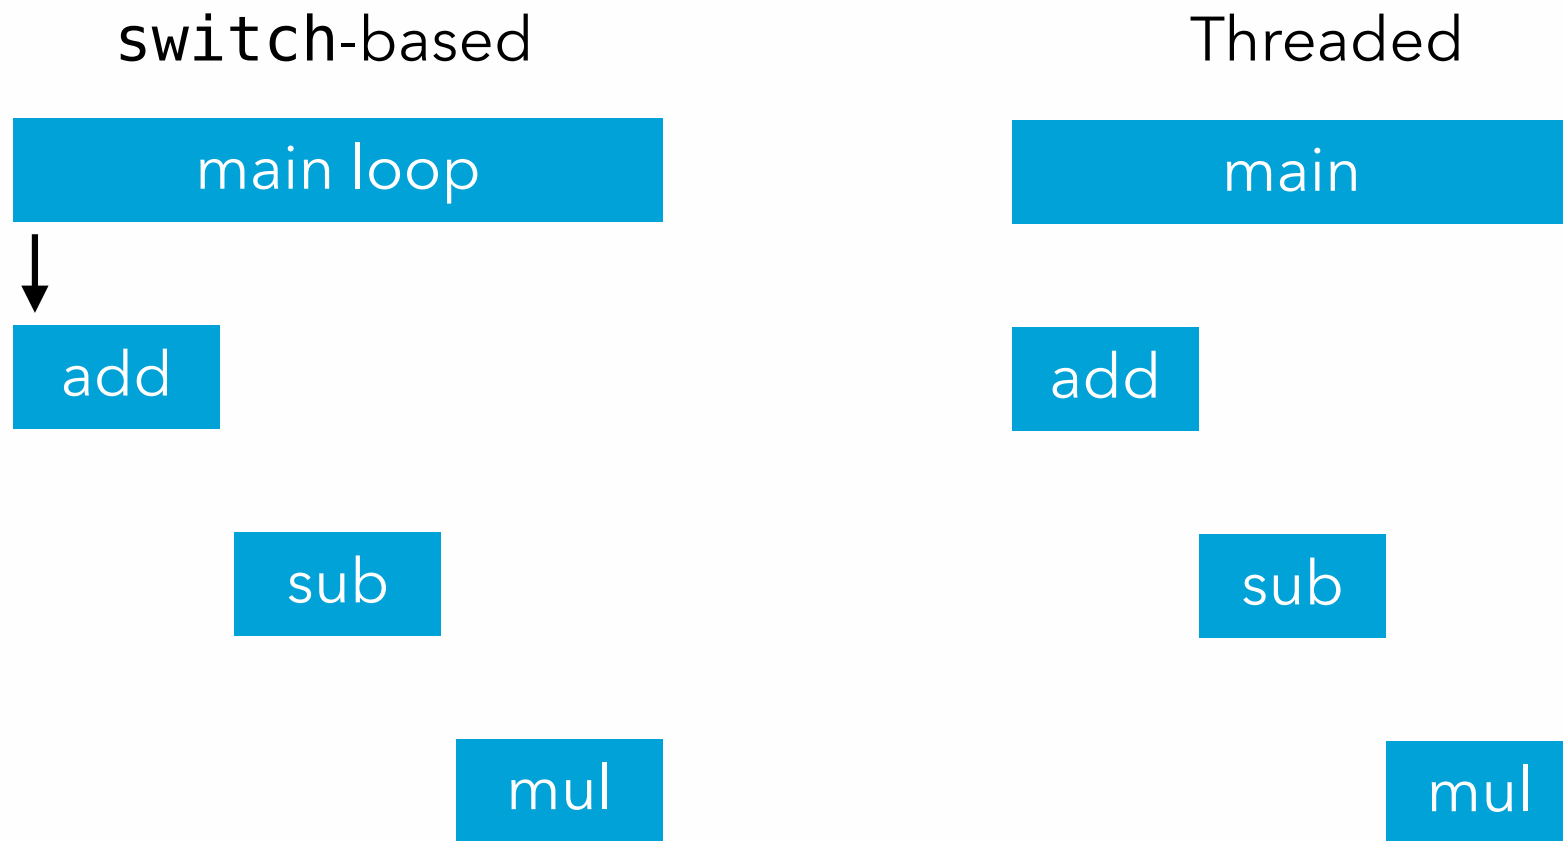 switch-based
main loop
add
sub
mul
Threaded
main
add
sub
mul